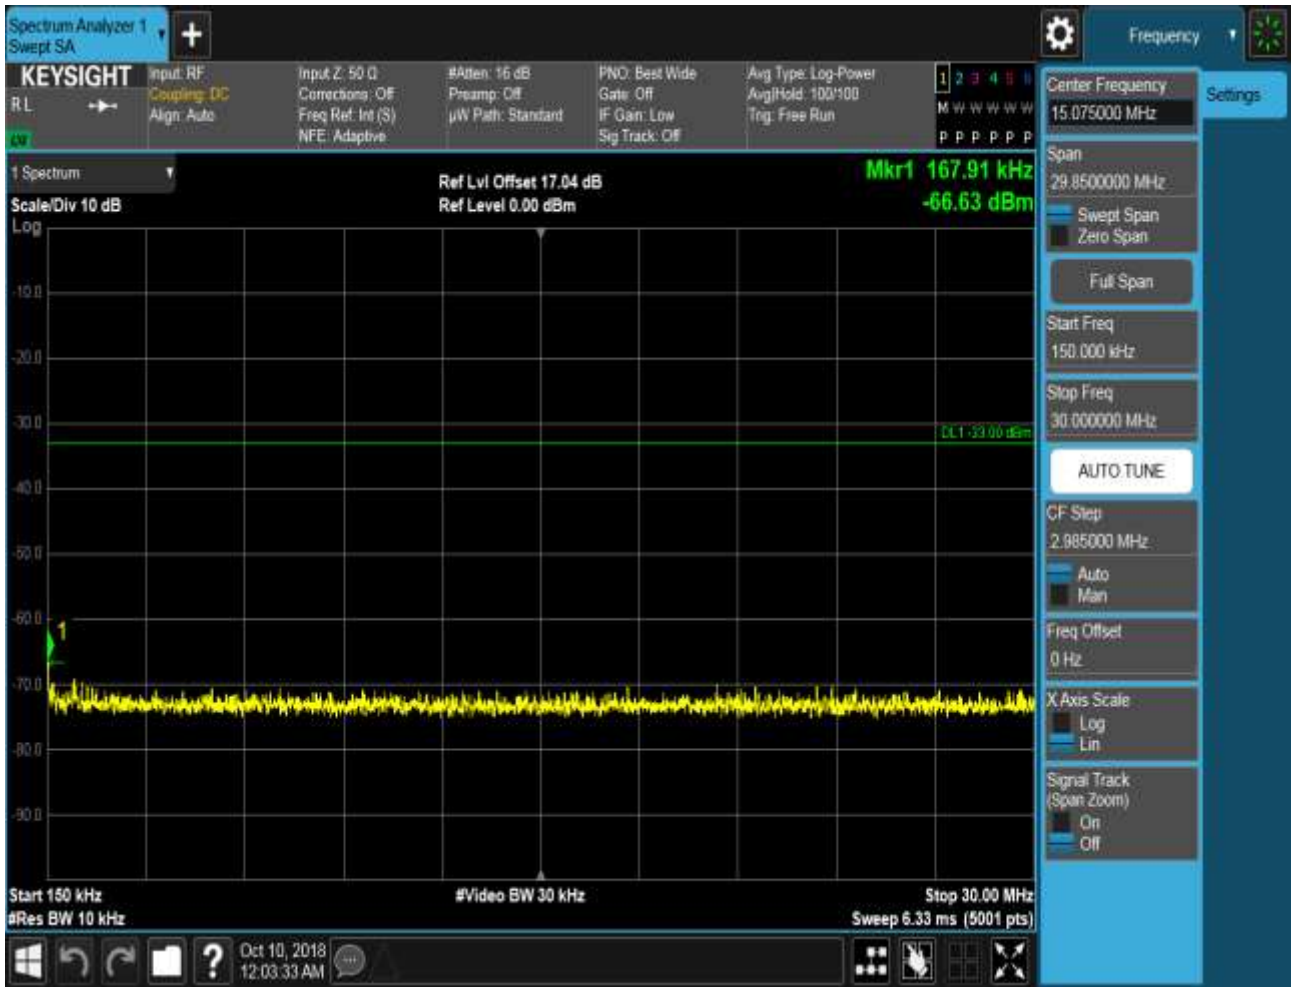 Spectrum Analyzer 1
Swept SA
Frequency
KEYSIGHT
R L
Input: RF
Coupling: DC
Align: Auto
Input Z: 50 Ω
Corrections: Off
Freq Ref: Int (S)
NFE: Adaptive
#Atten: 16 dB
Preamp: Off
µW Path: Standard
PNO: Best Wide
Gate: Off
IF Gain: Low
Sig Track: Off
Avg Type: Log-Power
Avg|Hold: 100/100
Trig: Free Run
1 2 3 4 5 6
M W W W W W
P P P P P P
1 Spectrum
Scale/Div 10 dB
Log
Ref Lvl Offset 17.04 dB
Ref Level 0.00 dBm
Mkr1 167.91 kHz
-66.63 dBm
-10.0
-20.0
-30.0
DL1 -33.00 dBm
-40.0
-50.0
-60.0
1
-70.0
-80.0
-90.0
Start 150 kHz
#Res BW 10 kHz
#Video BW 30 kHz
Stop 30.00 MHz
Sweep 6.33 ms (5001 pts)
Oct 10, 2018
12:03:33 AM
Center Frequency
15.075000 MHz
Settings
Span
29.8500000 MHz
Swept Span
Zero Span
Full Span
Start Freq
150.000 kHz
Stop Freq
30.000000 MHz
AUTO TUNE
CF Step
2.985000 MHz
Auto
Man
Freq Offset
0 Hz
X Axis Scale
Log
Lin
Signal Track
(Span Zoom)
On
Off